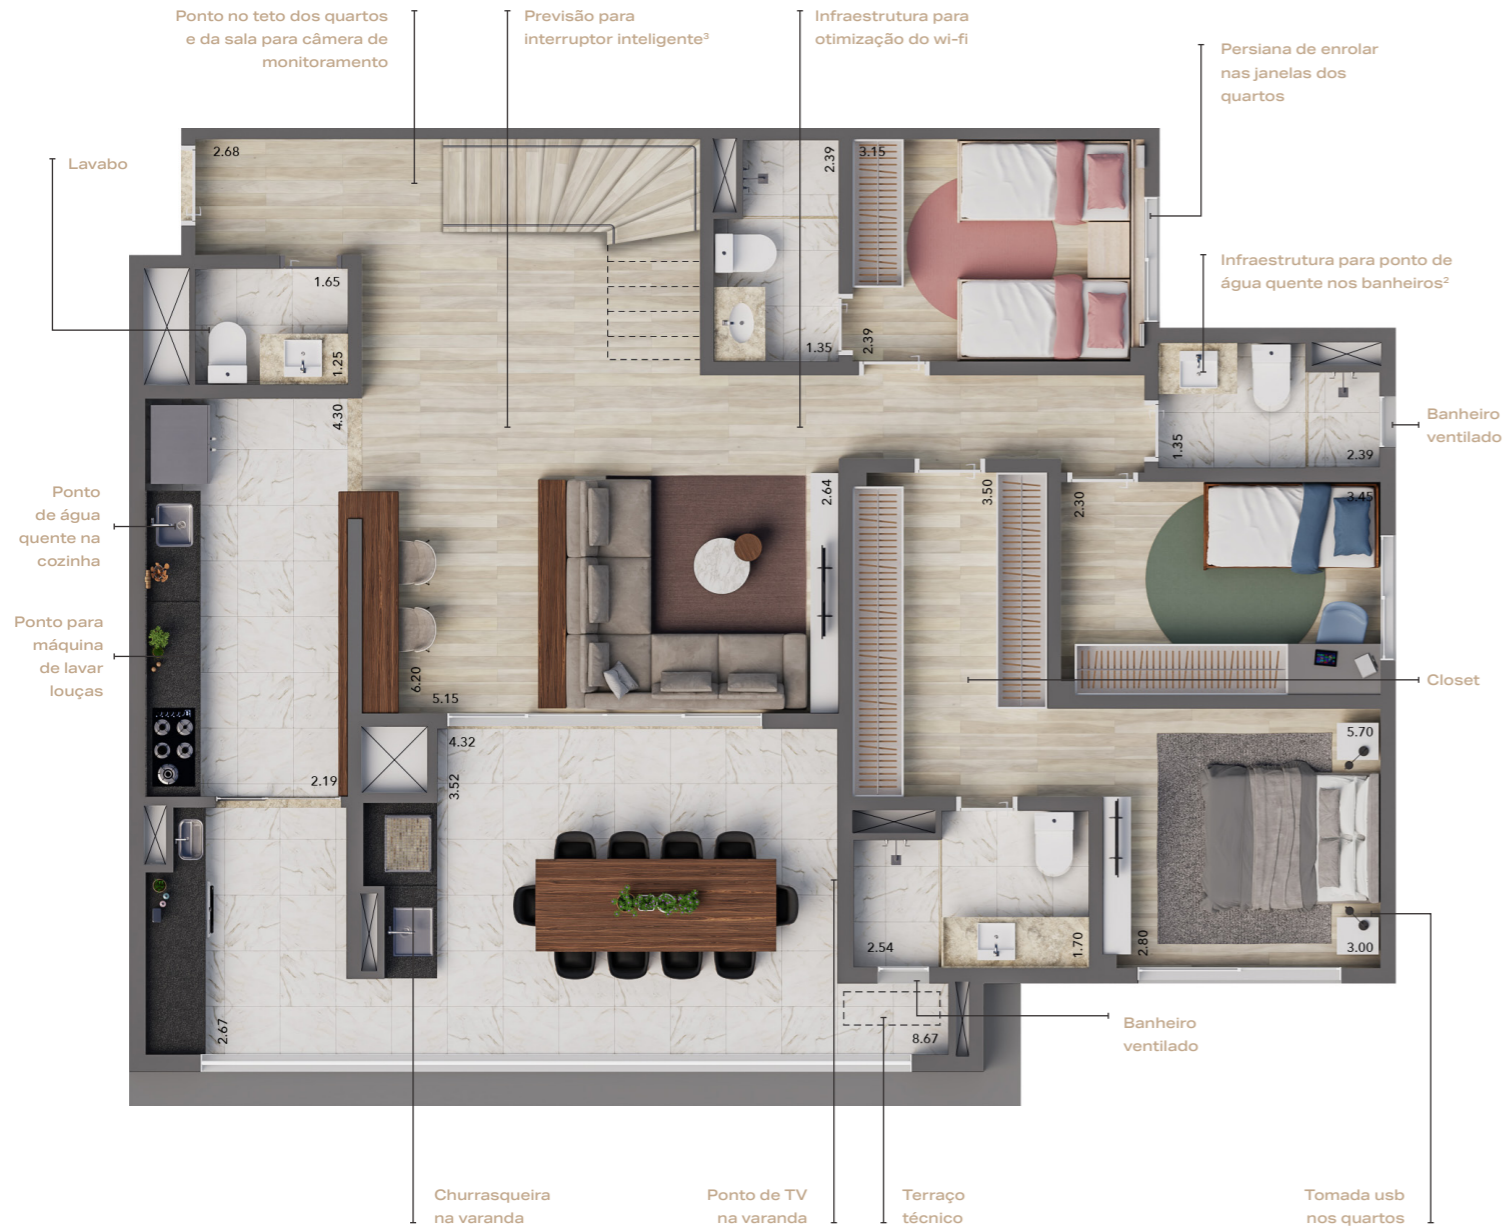 Ponto no teto dos quartos
e da sala para câmera de
monitoramento
Previsão para
interruptor inteligente³
Infraestrutura para
otimização do wi-fi
Persiana de enrolar
nas janelas dos
quartos
Lavabo
Infraestrutura para ponto de
água quente nos banheiros²
Banheiro
ventilado
Ponto
de água
quente na
cozinha
Ponto para
máquina
de lavar
louças
Closet
Banheiro
ventilado
Churrasqueira
na varanda
Ponto de TV
na varanda
Terraço
técnico
Tomada usb
nos quartos
2.68
2.39
3.15
1.65
1.25
1.35
2.39
4.30
1.35
2.39
2.64
3.50
2.30
3.45
6.20
5.15
4.32
3.52
2.19
5.70
2.54
1.70
2.80
3.00
2.67
8.67